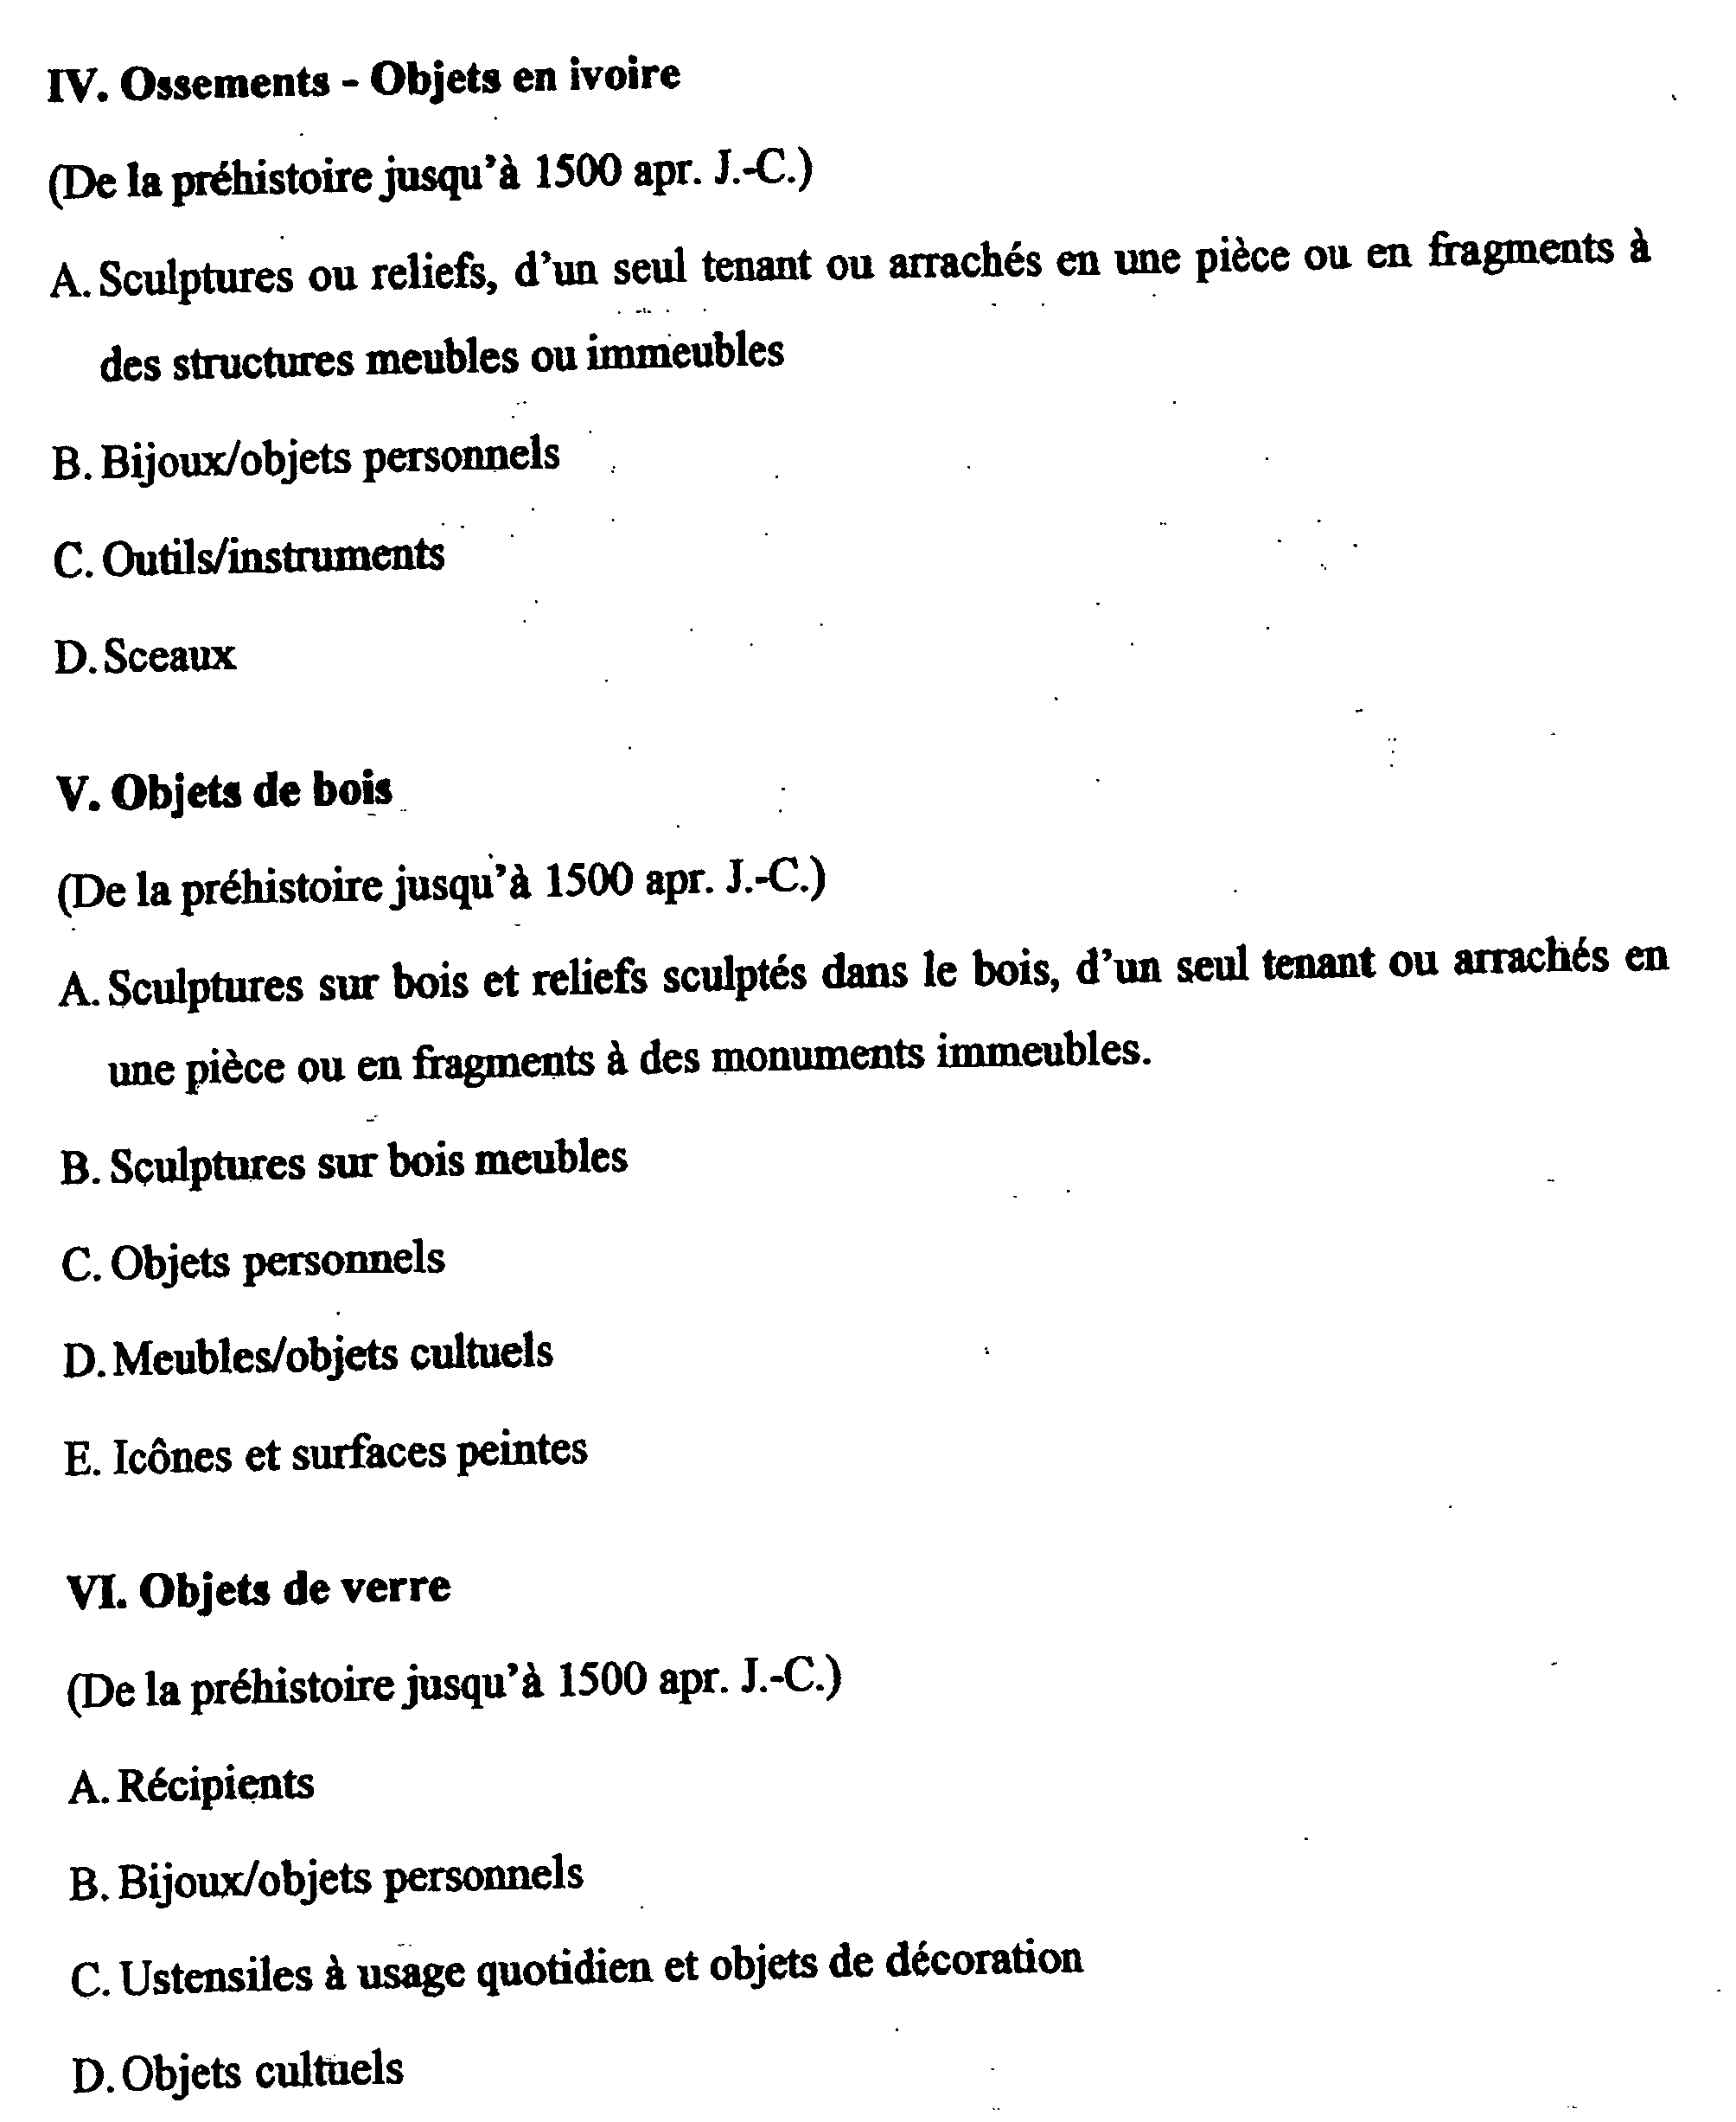 IV. Ossements - Objets en ivoire
(De la préhistoire jusqu'à 1500 apr. J.-C.)
A. Sculptures ou reliefs, d'un seul tenant ou arrachés en une pièce ou en fragments à
des structures meubles ou immeubles
B. Bijoux/objets personnels
C. Outils/instruments
D. Sceaux
V. Objets de bois
(De la préhistoire jusqu'à 1500 apr. J.-C.)
A. Sculptures sur bois et reliefs sculptés dans le bois, d'un seul tenant ou arrachés en
une pièce ou en fragments à des monuments immeubles.
B. Sculptures sur bois meubles
C. Objets personnels
D. Meubles/objets cultuels
E. Icônes et surfaces peintes
VI. Objets de verre
(De la préhistoire jusqu'à 1500 apr. J.-C.)
A. Récipients
B. Bijoux/objets personnels
C. Ustensiles à usage quotidien et objets de décoration
D. Objets cultuels